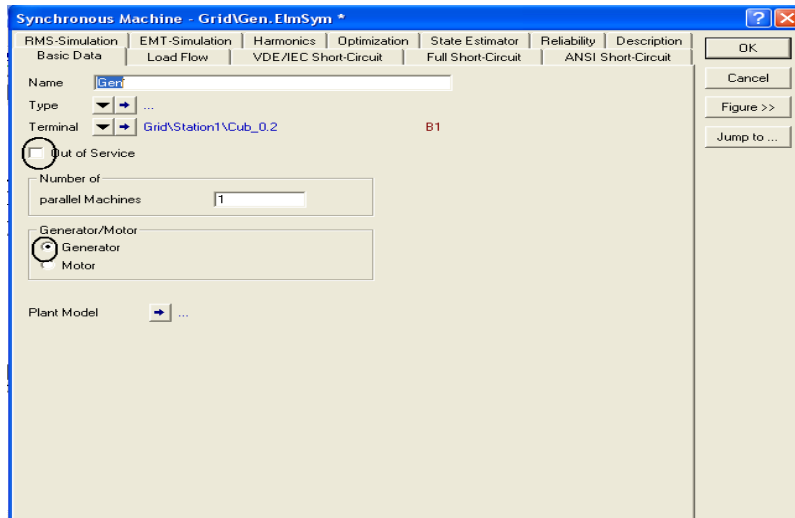 Synchronous Machine - Grid\Gen.ElmSym *
RMS-Simulation EMT-Simulation Harmonics Optimization State Estimator Reliability Description
Basic Data Load Flow VDE/IEC Short-Circuit Full Short-Circuit ANSI Short-Circuit
OK
Cancel
Figure >>
Jump to ...
Name Gen
Type ...
Terminal Grid\Station1\Cub_0.2 B1
Out of Service
Number of
parallel Machines 1
Generator/Motor
Generator
Motor
Plant Model ...